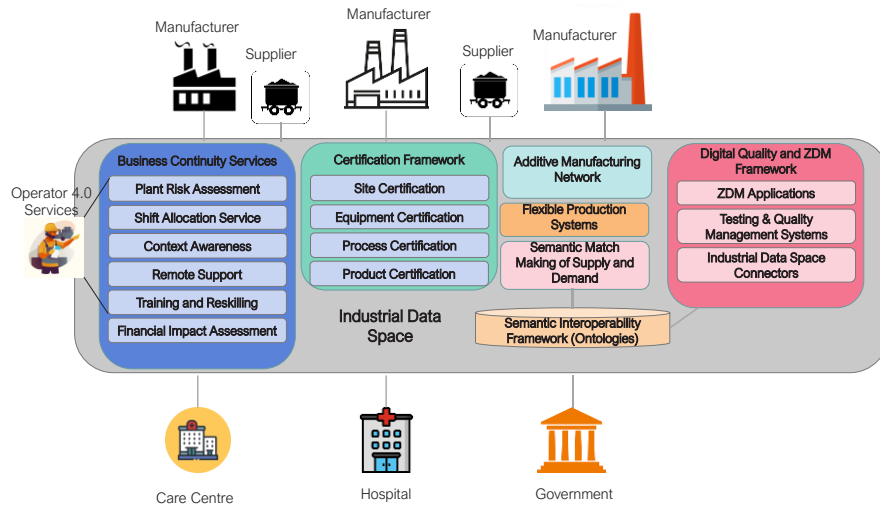 Manufacturer
Supplier
Manufacturer
Supplier
Manufacturer
Operator 4.0
Services
Business Continuity Services
Plant Risk Assessment
Shift Allocation Service
Context Awareness
Remote Support
Training and Reskilling
Financial Impact Assessment
Certification Framework
Site Certification
Equipment Certification
Process Certification
Product Certification
Industrial Data
Space
Additive Manufacturing
Network
Flexible Production
Systems
Semantic Match
Making of Supply and
Demand
Semantic Interoperability
Framework (Ontologies)
Digital Quality and ZDM
Framework
ZDM Applications
Testing & Quality
Management Systems
Industrial Data Space
Connectors
Care Centre
Hospital
Government